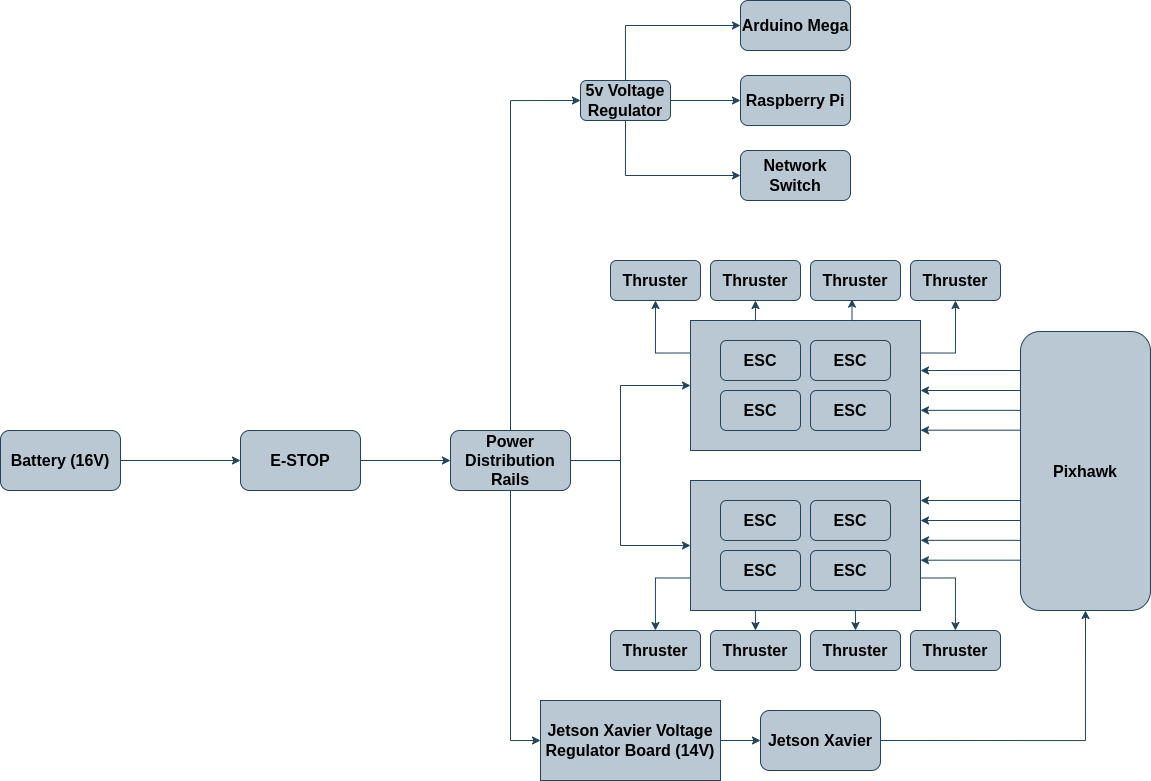 Arduino Mega
5v Voltage
Regulator
Raspberry Pi
Network
Switch
Thruster
Thruster
Thruster
Thruster
ESC
ESC
ESC
ESC
Battery (16V)
E-STOP
Power
Distribution
Rails
Pixhawk
ESC
ESC
ESC
ESC
Thruster
Thruster
Thruster
Thruster
Jetson Xavier Voltage
Regulator Board (14V)
Jetson Xavier